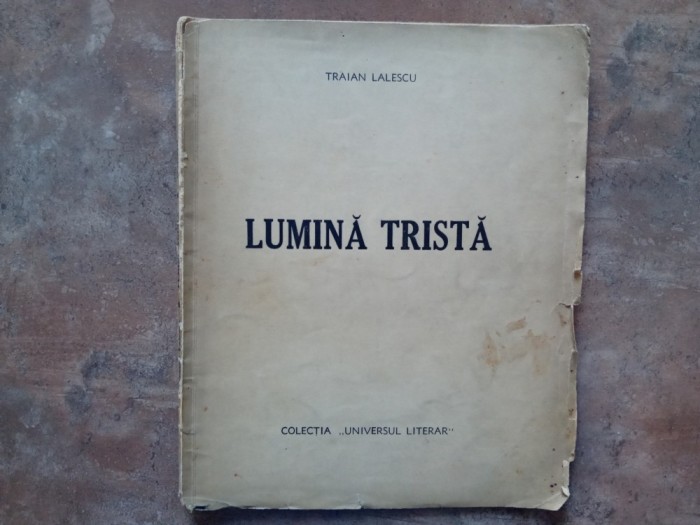 TRAIAN LALESCU
LUMINĂ TRISTĂ
COLECTIA „UNIVERSUL LITERAR"